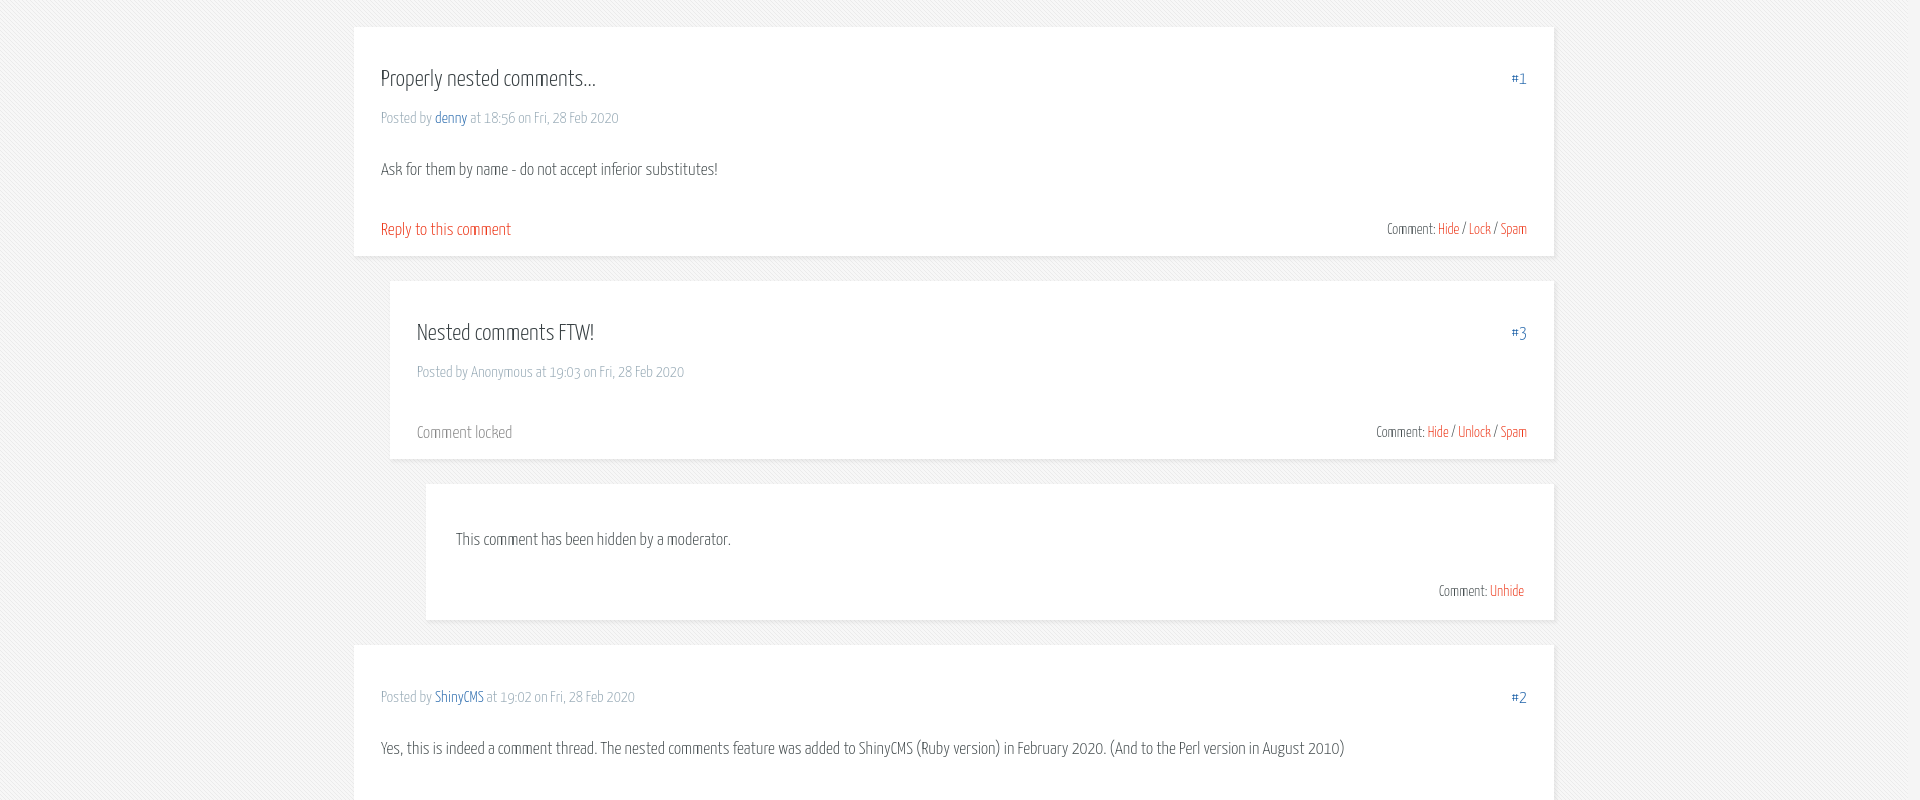 Properly nested comments...
#1
Posted by denny at 18:56 on Fri, 28 Feb 2020
Ask for them by name - do not accept inferior substitutes!
Reply to this comment
Comment: Hide / Lock / Spam
Nested comments FTW!
#3
Posted by Anonymous at 19:03 on Fri, 28 Feb 2020
Comment locked
Comment: Hide / Unlock / Spam
This comment has been hidden by a moderator.
Comment: Unhide
Posted by ShinyCMS at 19:02 on Fri, 28 Feb 2020
#2
Yes, this is indeed a comment thread. The nested comments feature was added to ShinyCMS (Ruby version) in February 2020. (And to the Perl version in August 2010)